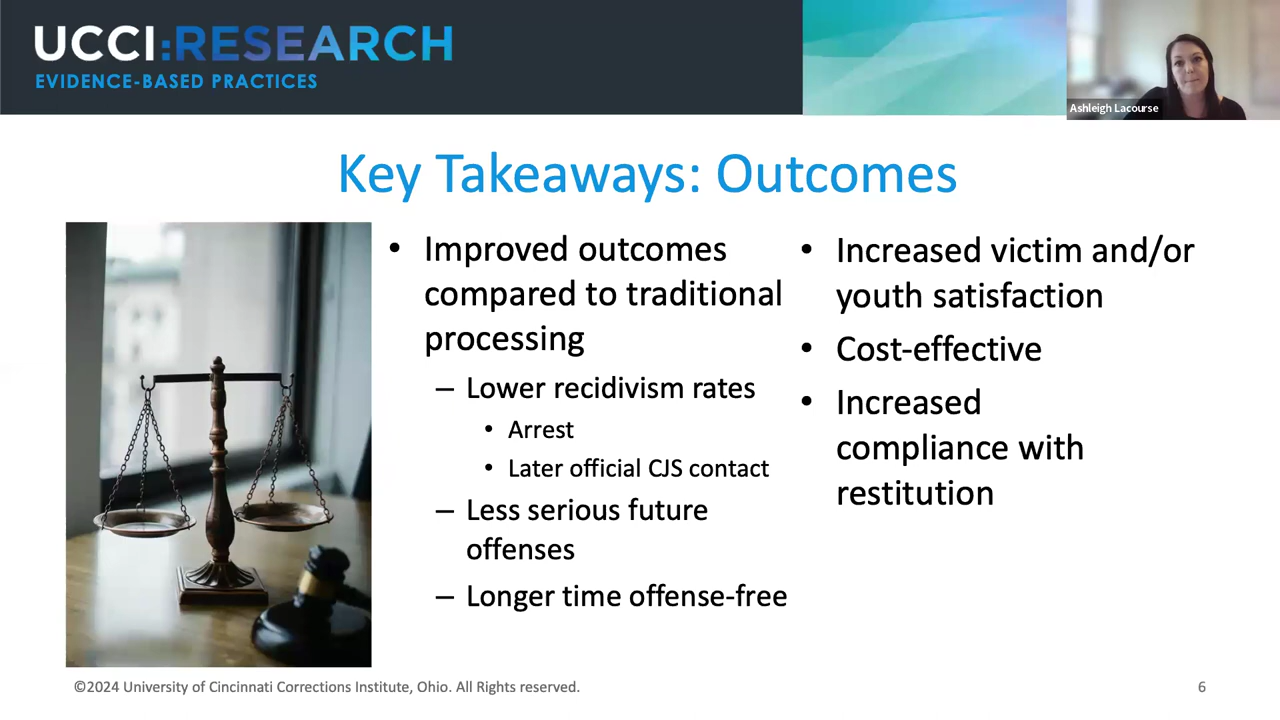 UCCI:RESEARCH
EVIDENCE-BASED PRACTICES
Ashleigh Lacourse
Key Takeaways: Outcomes
• Improved outcomes
compared to traditional
processing
– Lower recidivism rates
• Arrest
• Later official CJS contact
– Less serious future
offenses
– Longer time offense-free
• Increased victim and/or
youth satisfaction
• Cost-effective
• Increased
compliance with
restitution
©2024 University of Cincinnati Corrections Institute, Ohio. All Rights reserved.
6